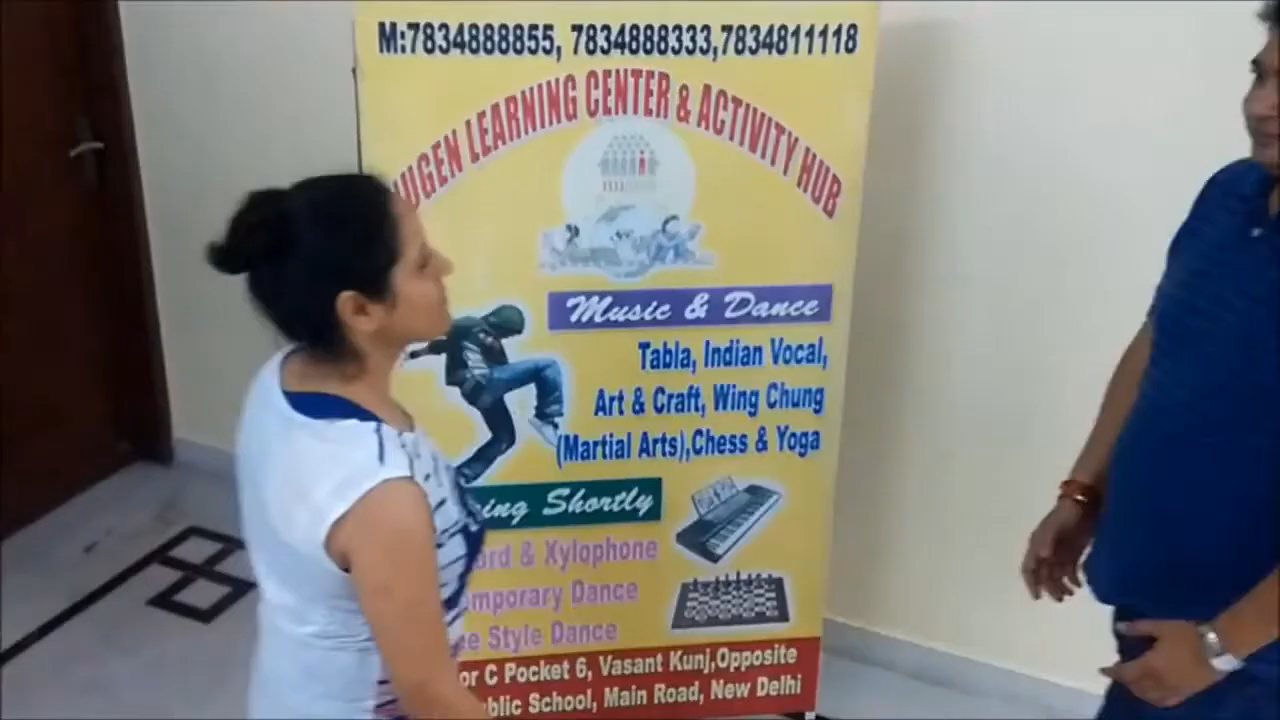 M:7834888855, 7834888333,7834811118
LEARNING CENTER & ACTIVITY HUB
Music & Dance
Tabla, Indian Vocal,
Art & Craft, Wing Chung
(Martial Arts),Chess & Yoga
Shortly
& Xylophone
Dance
Style Dance
C Pocket 6, Vasant Kunj,Opposite
School, Main Road, New Delhi